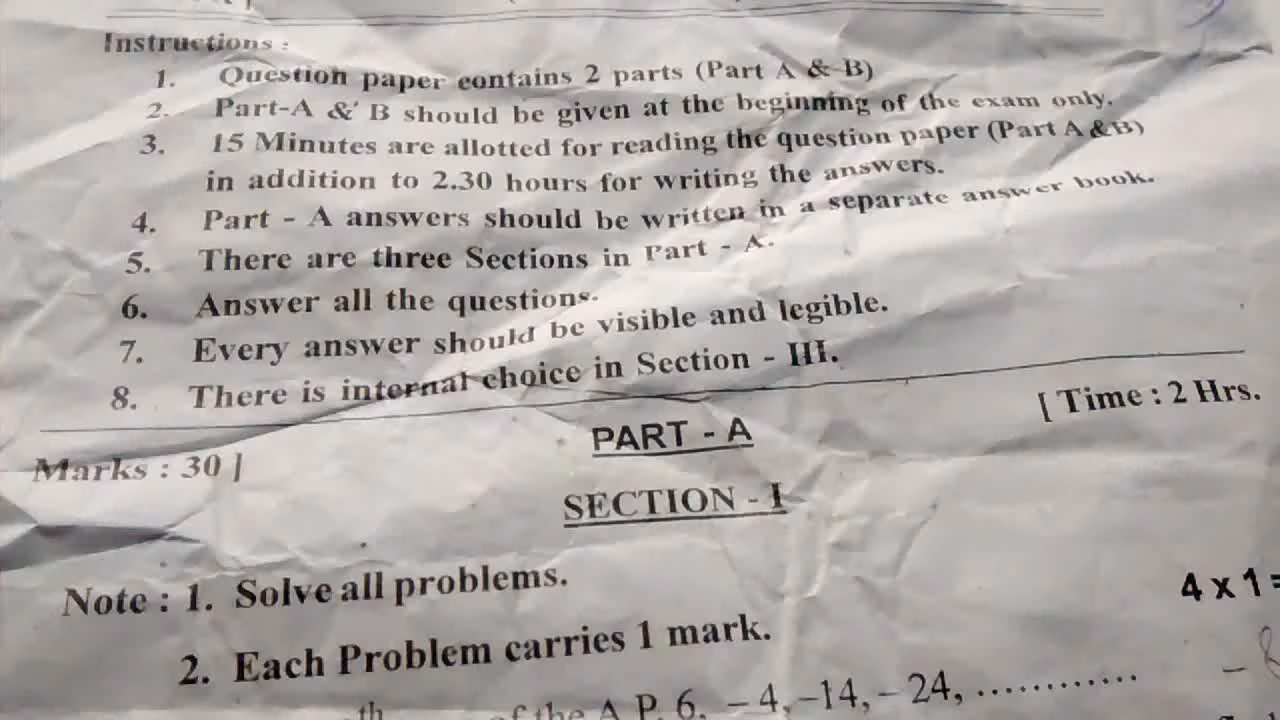 Instructions :
1. Question paper contains 2 parts (Part A & B)
2. Part-A & B should be given at the beginning of the exam only.
3. 15 Minutes are allotted for reading the question paper (Part A &B)
in addition to 2.30 hours for writing the answers.
4. Part - A answers should be written in a separate answer book.
5. There are three Sections in Part - A.
6. Answer all the questions.
7. Every answer should be visible and legible.
8. There is internal choice in Section - III.
[ Time : 2 Hrs.
PART - A
Marks : 30 ]
SECTION - I
Note : 1. Solve all problems.
4 x 1 =
2. Each Problem carries 1 mark.
th of the A.P. 6, – 4, –14, – 24, ............